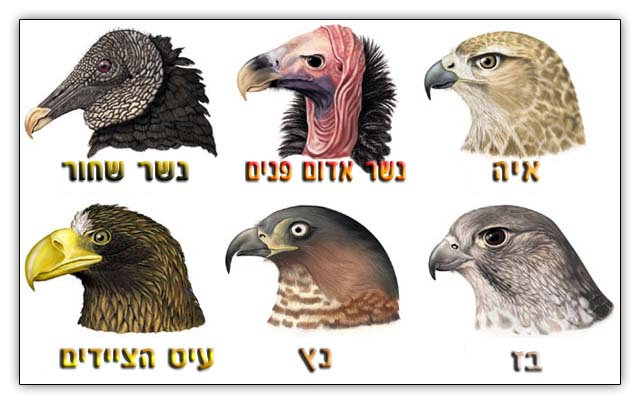 איה
נשר אדום פנים
נשר שחור
בז
נץ
עיט הציידים